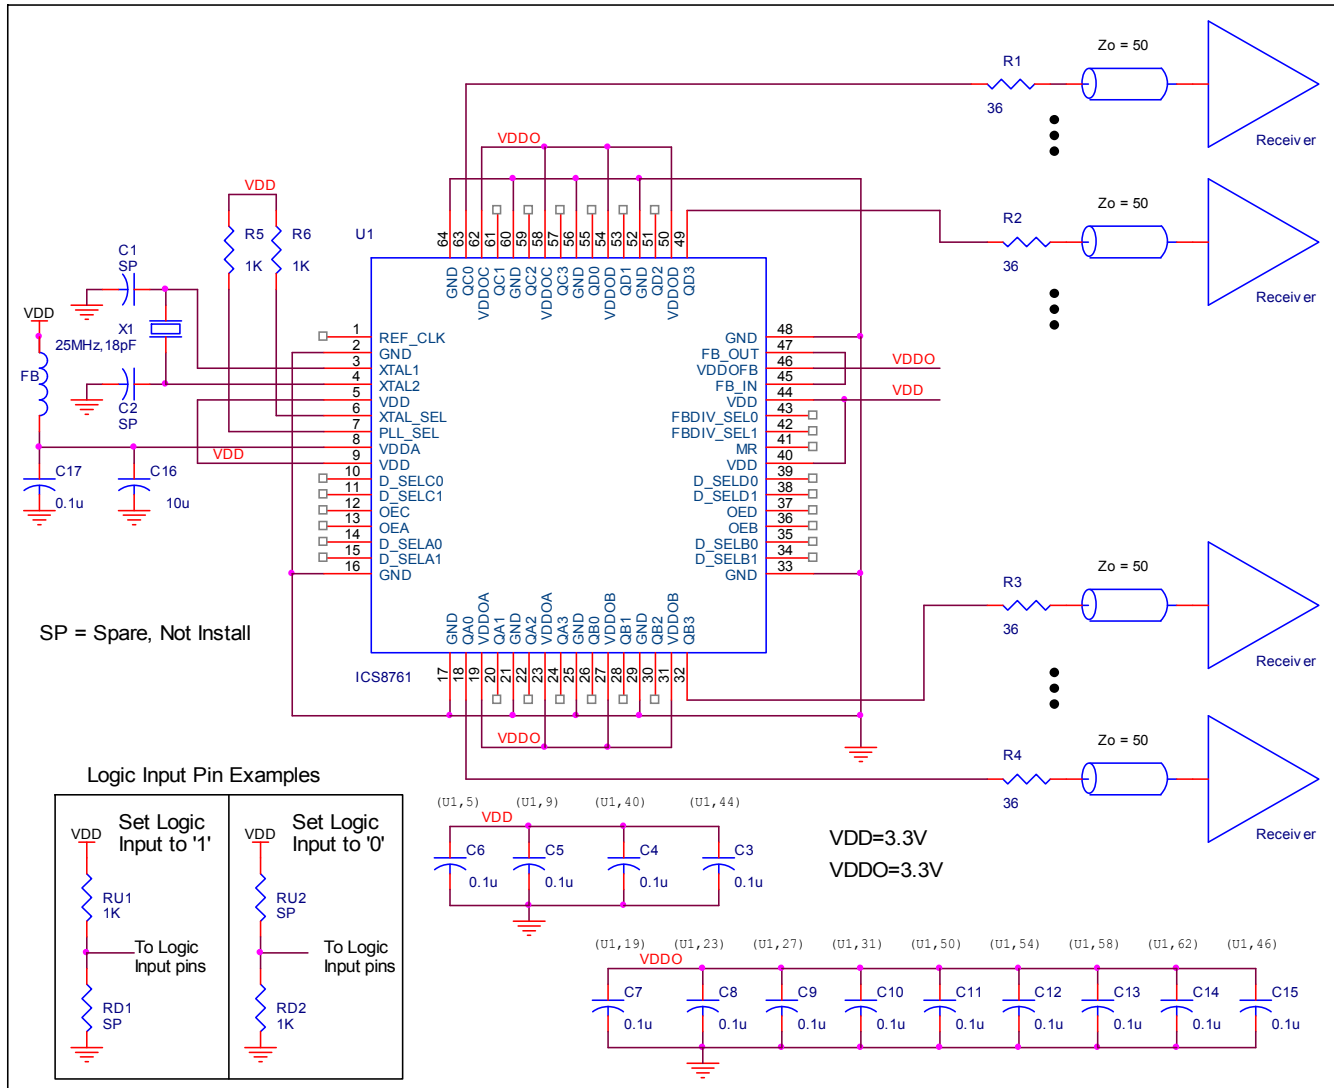 Zo = 50
R1
36
Receiver
VDDO
Zo = 50
R2
36
Receiver
VDD
R5
1K
R6
1K
U1
C1
SP
VDD
X1
25MHz,18pF
FB
C2
SP
VDD
C17
0.1u
C16
10u
64 63 62 61 60 59 58 57 56 55 54 53 52 51 50 49
GND QC0 VDDOC QC1 GND QC2 VDDOC QC3 GND QD0 VDDOD QD1 GND QD2 VDDOD QD3
1 REF_CLK
2 GND
3 XTAL1
4 XTAL2
5 VDD
6 XTAL_SEL
7 PLL_SEL
8 VDDA
9 VDD
10 D_SELC0
11 D_SELC1
12 OEC
13 OEA
14 D_SELA0
15 D_SELA1
16 GND
GND 48
FB_OUT 47
VDDOFB 46
VDDO
FB_IN 45
VDD 44
VDD
FBDIV_SEL0 43
FBDIV_SEL1 42
MR 41
VDD 40
D_SELD0 39
D_SELD1 38
OED 37
OEB 36
D_SELB0 35
D_SELB1 34
GND 33
GND QA0 VDDOA QA1 GND QA2 VDDOA QA3 GND QB0 VDDOB QB1 GND QB2 VDDOB QB3
17 18 19 20 21 22 23 24 25 26 27 28 29 30 31 32
ICS8761
VDDO
SP = Spare, Not Install
Zo = 50
R3
36
Receiver
Zo = 50
R4
36
Receiver
Logic Input Pin Examples
Set Logic
Input to '1'
VDD
RU1
1K
To Logic
Input pins
RD1
SP
Set Logic
Input to '0'
VDD
RU2
SP
To Logic
Input pins
RD2
1K
(U1,5) (U1,9) (U1,40) (U1,44)
VDD
C6 C5 C4 C3
0.1u 0.1u 0.1u 0.1u
VDD=3.3V
VDDO=3.3V
(U1,19) (U1,23) (U1,27) (U1,31) (U1,50) (U1,54) (U1,58) (U1,62) (U1,46)
VDDO
C7 C8 C9 C10 C11 C12 C13 C14 C15
0.1u 0.1u 0.1u 0.1u 0.1u 0.1u 0.1u 0.1u 0.1u